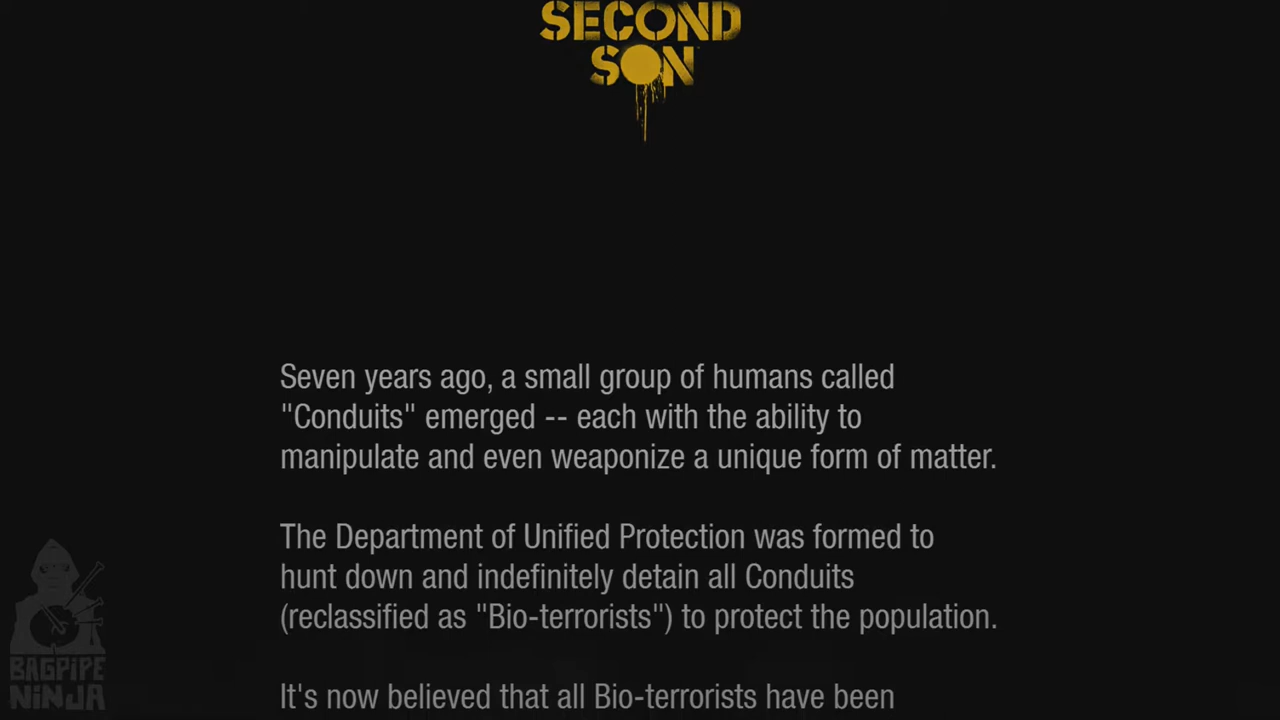 SECOND
SON
Seven years ago, a small group of humans called
"Conduits" emerged -- each with the ability to
manipulate and even weaponize a unique form of matter.
The Department of Unified Protection was formed to
hunt down and indefinitely detain all Conduits
(reclassified as "Bio-terrorists") to protect the population.
It's now believed that all Bio-terrorists have been
BAGPIPE
NINJA